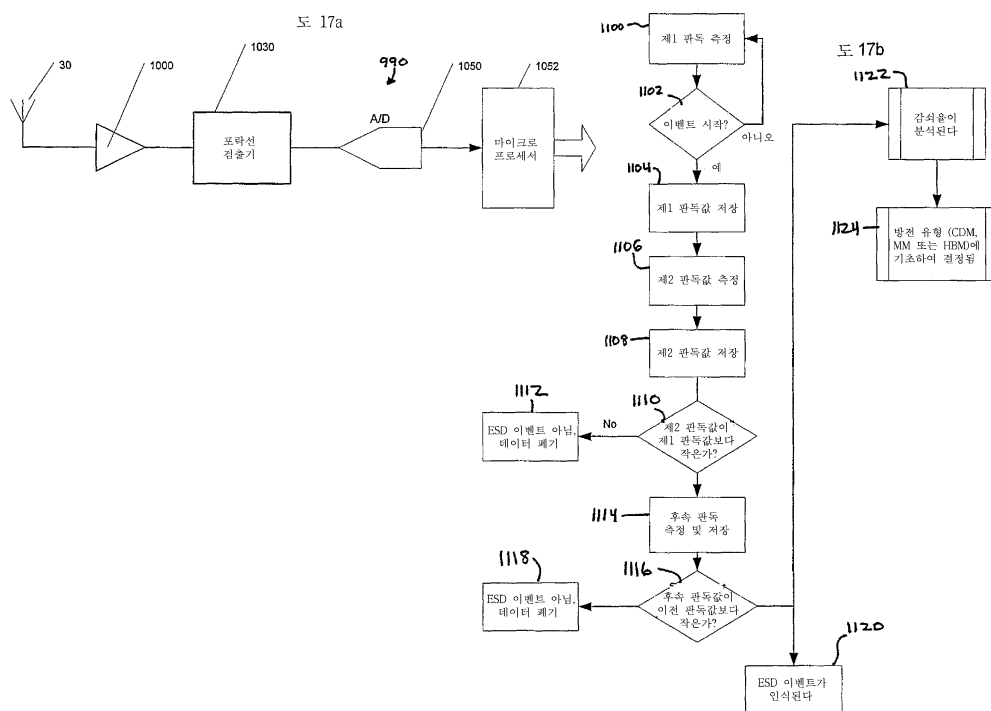 도 17a
30
1000
1030
990
1050
1052
포락선
검출기
A/D
마이크로
프로세서
도 17b
1100
제1 판독 측정
1102
이벤트 시작?
아니오
예
1104
제1 판독값 저장
1106
제2 판독값 측정
1108
제2 판독값 저장
1110
제2 판독값이
제1 판독값보다
작은가?
No
1112
ESD 이벤트 아님,
데이터 폐기
1114
후속 판독
측정 및 저장
1116
후속 판독값이
이전 판독값보다
작은가?
1118
ESD 이벤트 아님,
데이터 폐기
1120
ESD 이벤트가
인식된다
1122
감쇠율이
분석된다
1124
방전 유형 (CDM,
MM 또는 HBM)에
기초하여 결정됨